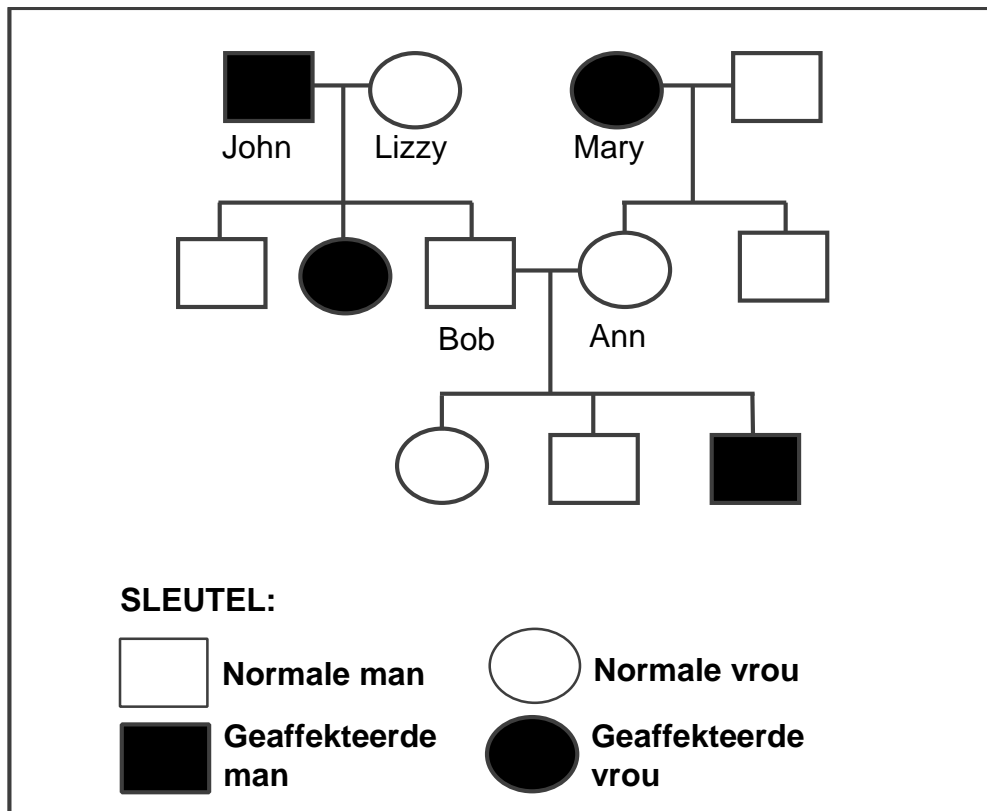 John Lizzy Mary
Bob Ann
SLEUTEL:
Normale man Normale vrou
Geaffekteerde man Geaffekteerde vrou